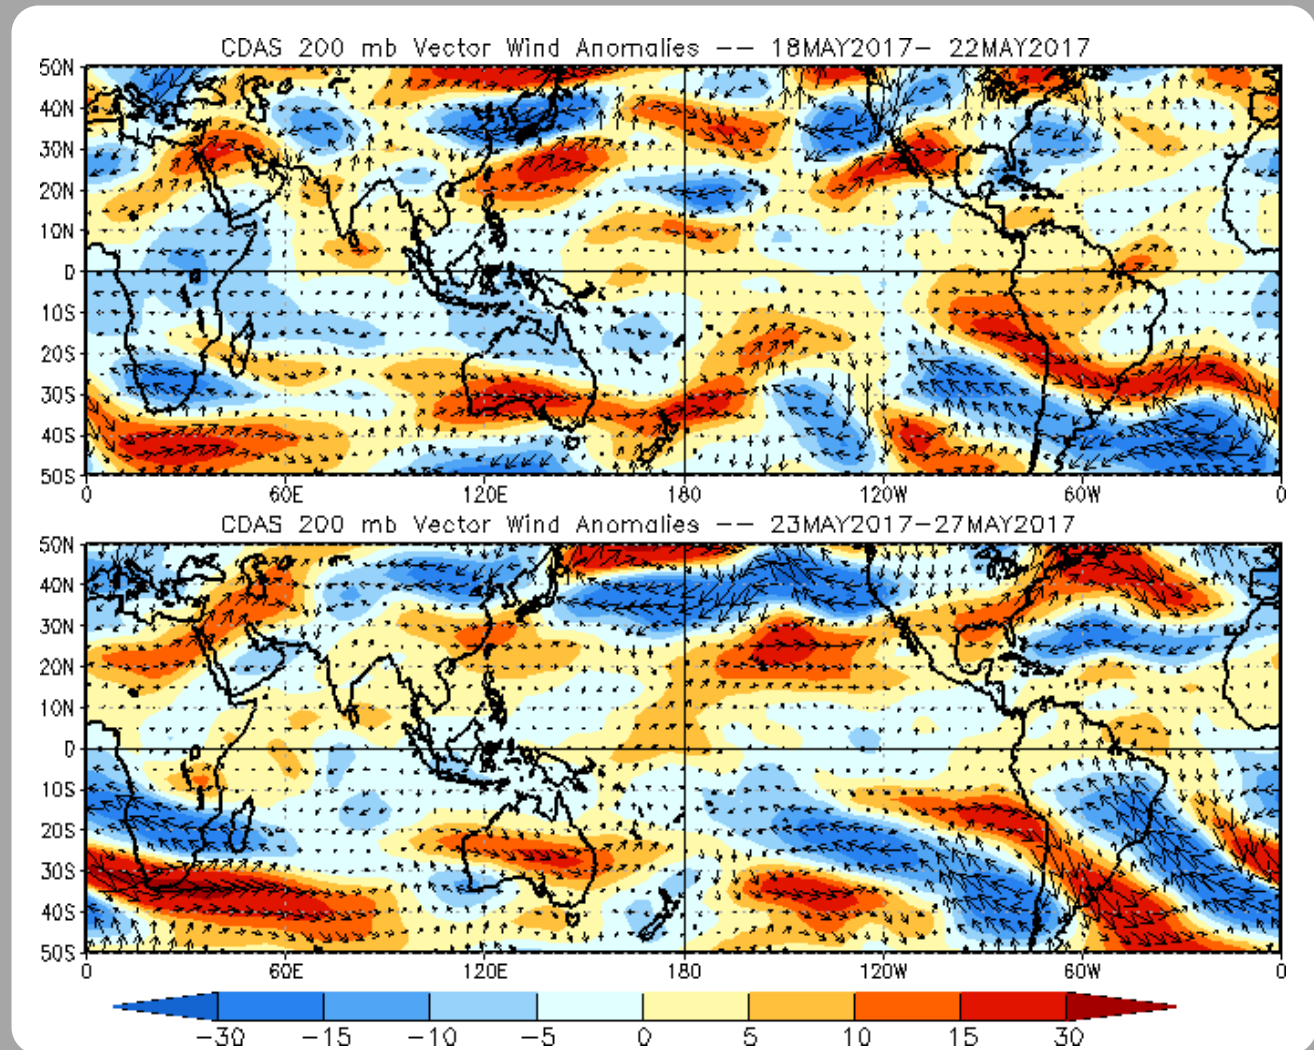 CDAS 200 mb Vector Wind Anomalies -- 18MAY2017- 22MAY2017
50N
40N
30N
20N
10N
0
10S
20S
30S
40S
50S
0 60E 120E 180 120W 60W 0
CDAS 200 mb Vector Wind Anomalies -- 23MAY2017-27MAY2017
50N
40N
30N
20N
10N
0
10S
20S
30S
40S
50S
0 60E 120E 180 120W 60W 0
-30 -15 -10 -5 0 5 10 15 30